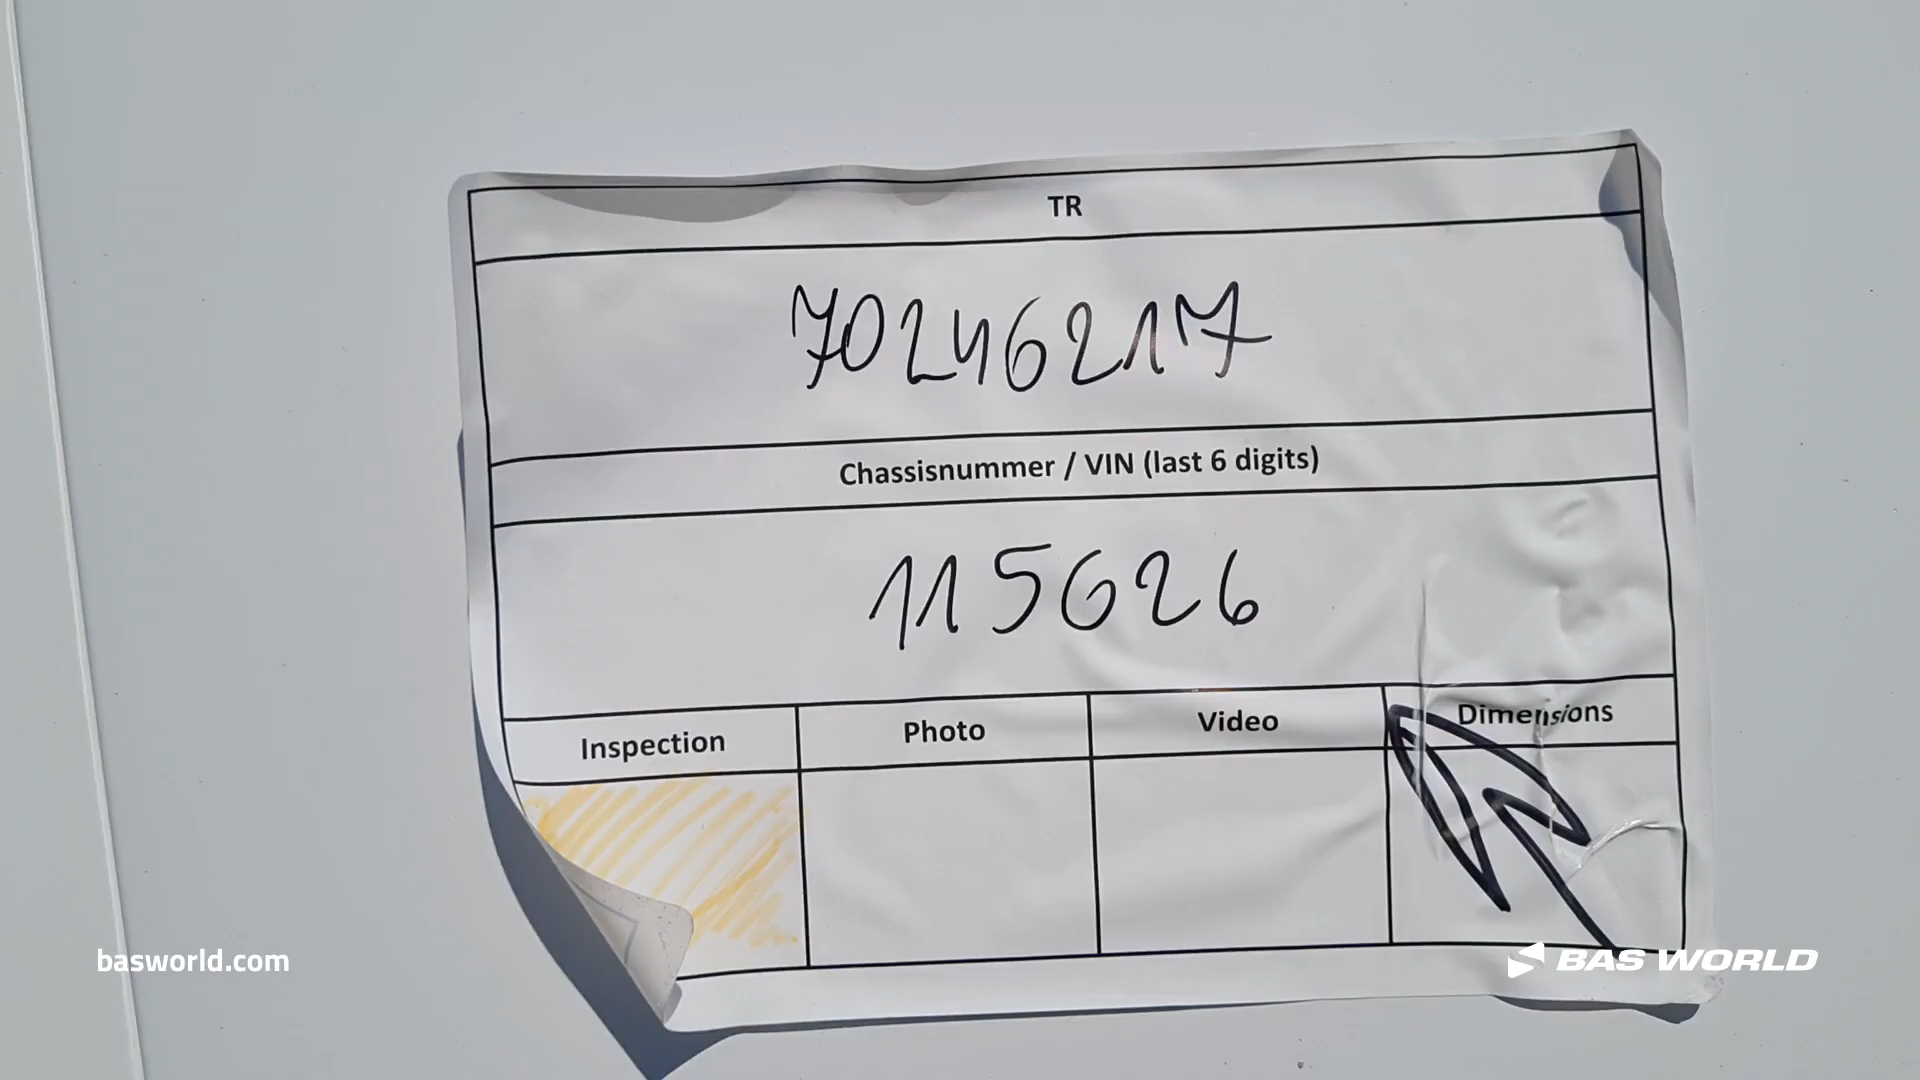 TR
70246217
Chassisnummer / VIN (last 6 digits)
115626
Inspection Photo Video Dimensions
basworld.com
BAS WORLD